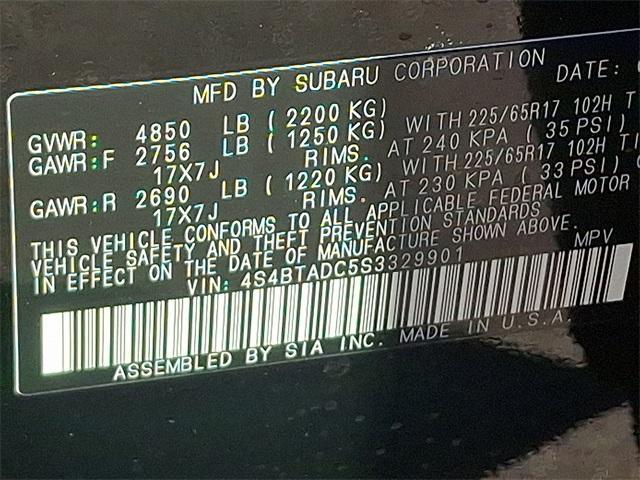 MFD BY SUBARU CORPORATION DATE:
GVWR: 4850 LB ( 2200 KG)
GAWR:F 2756 LB ( 1250 KG) WITH 225/65R17 102H T
17X7J RIMS. AT 240 KPA ( 35 PSI)
GAWR:R 2690 LB ( 1220 KG) WITH 225/65R17 102H TI
17X7J RIMS. AT 230 KPA ( 33 PSI)
THIS VEHICLE CONFORMS TO ALL APPLICABLE FEDERAL MOTOR
VEHICLE SAFETY AND THEFT PREVENTION STANDARDS
IN EFFECT ON THE DATE OF MANUFACTURE SHOWN ABOVE.
VIN: 4S4BTADC5S3329901 MPV
ASSEMBLED BY SIA INC. MADE IN U.S.A.